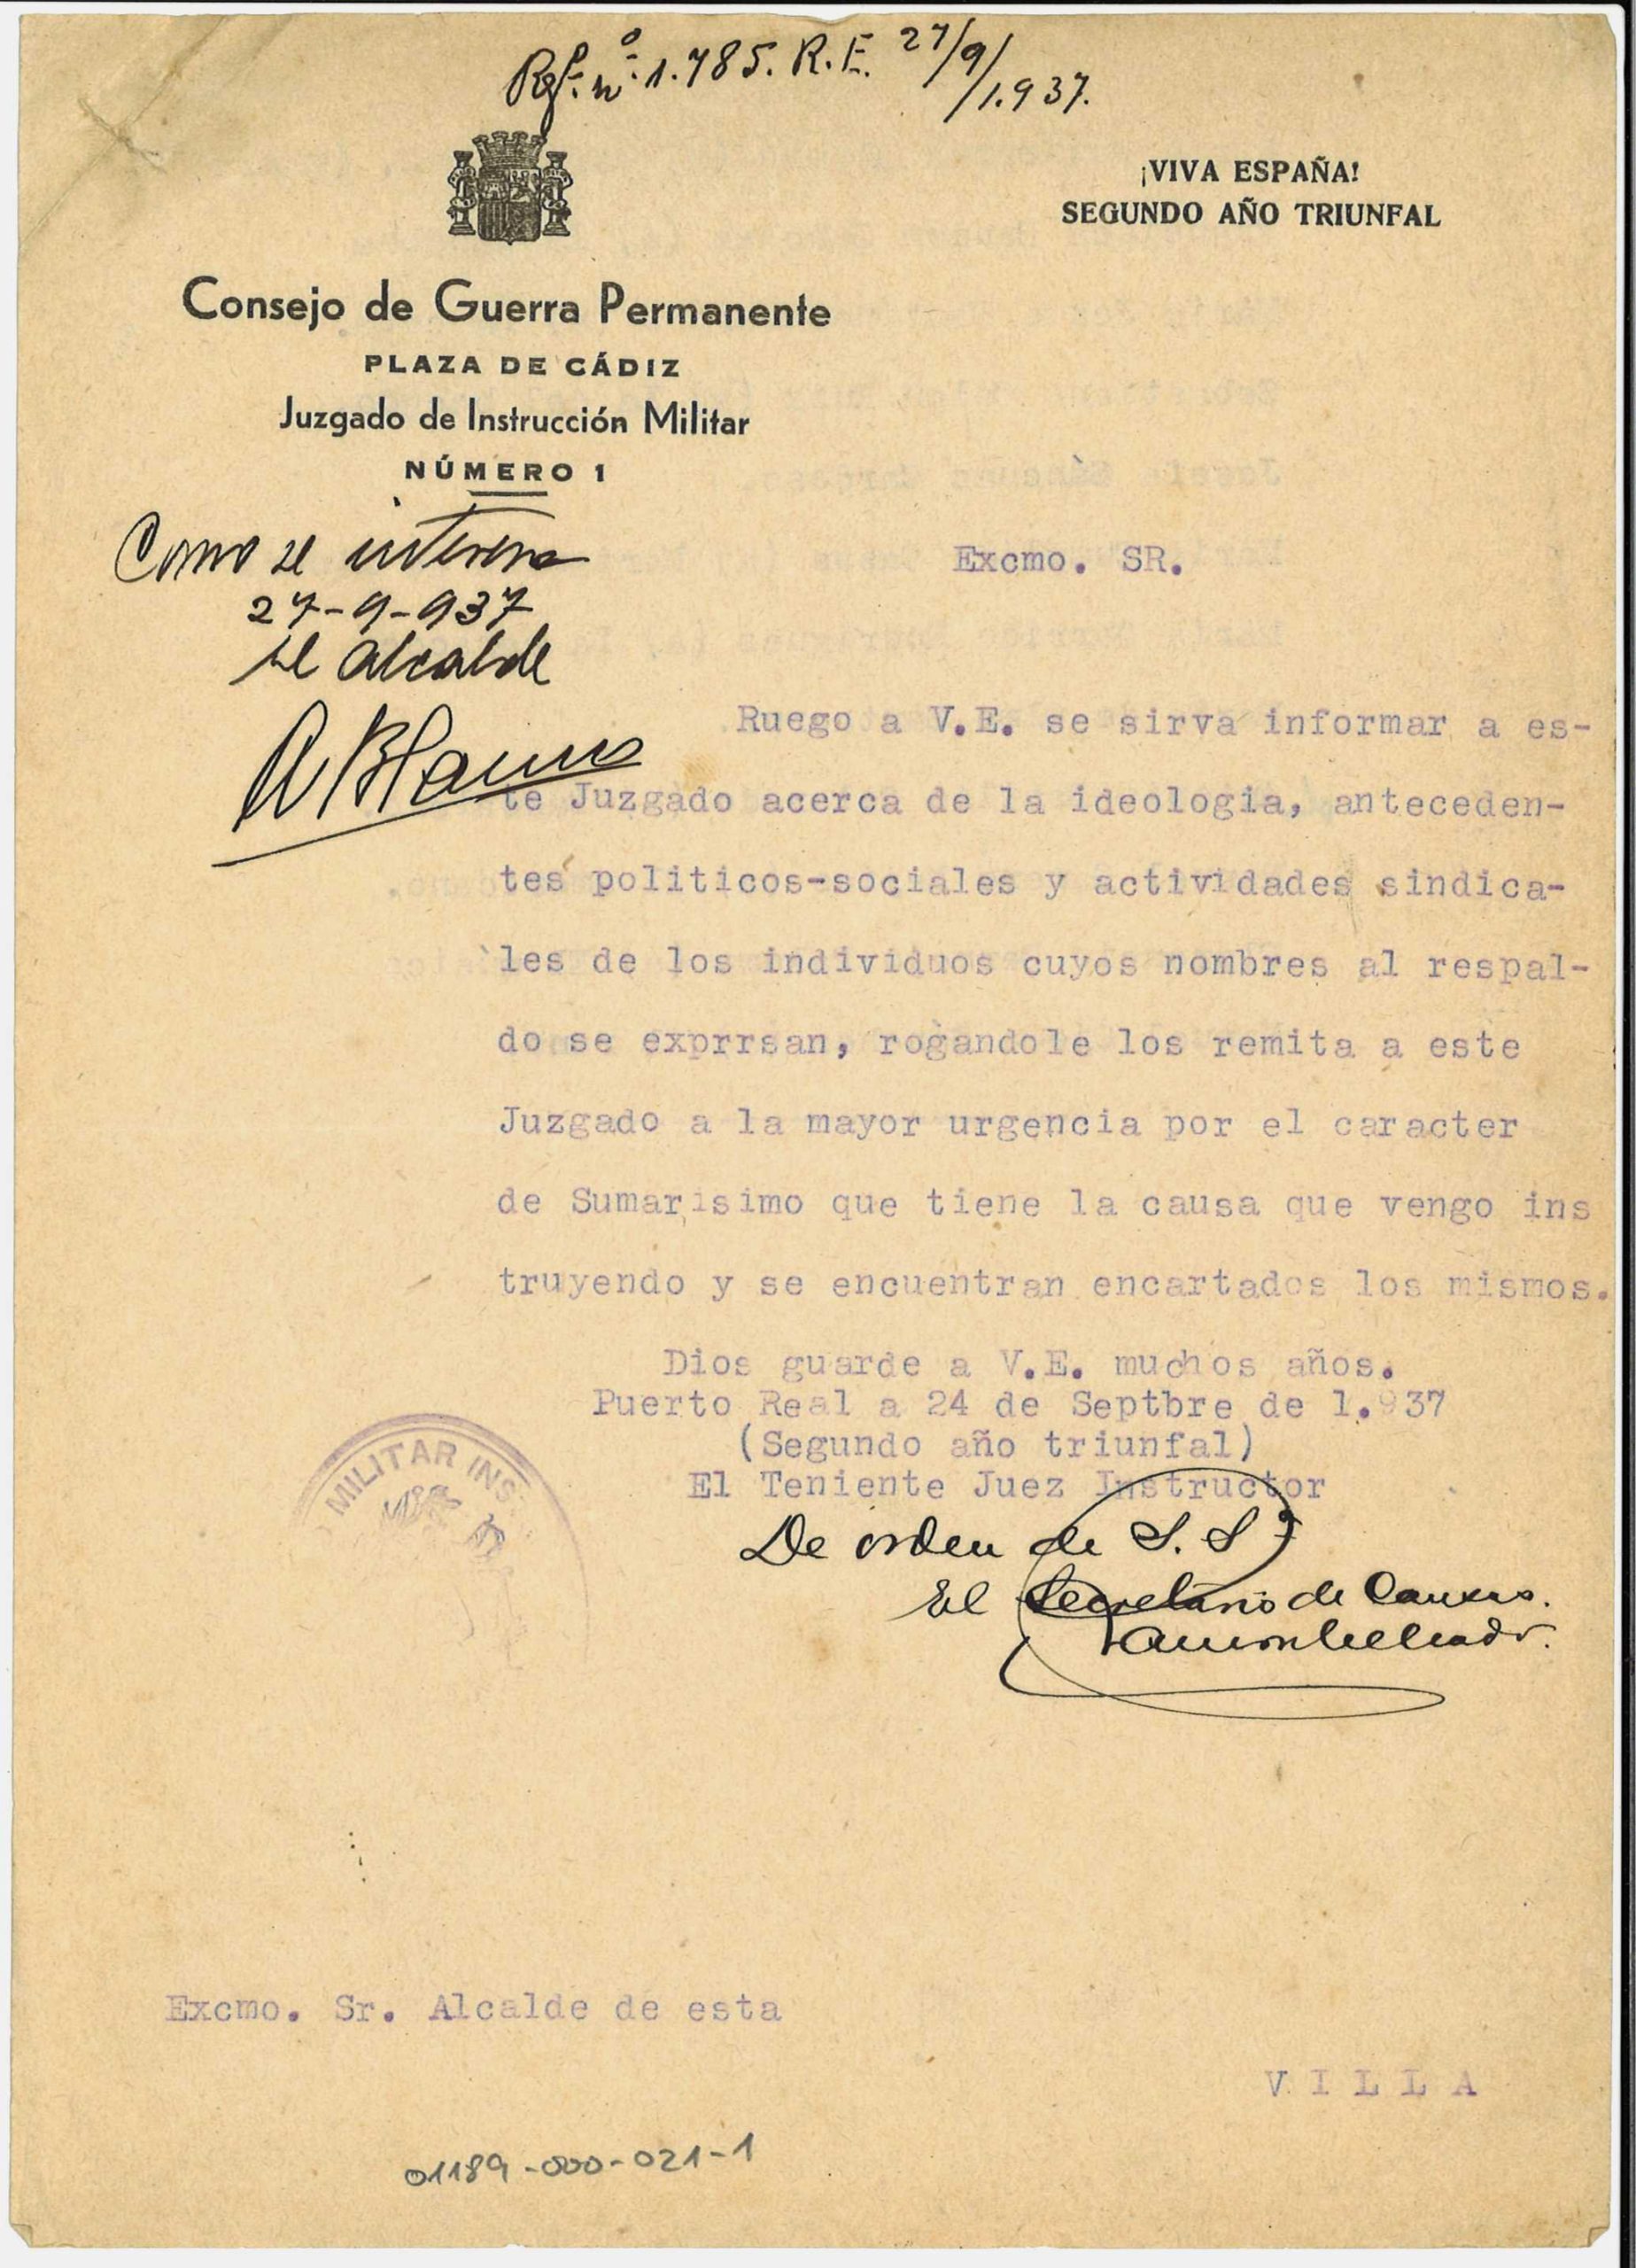 Ref. nº 1.785. R.E. 27/9/1.937.
¡VIVA ESPAÑA!
SEGUNDO AÑO TRIUNFAL
Consejo de Guerra Permanente
PLAZA DE CÁDIZ
Juzgado de Instrucción Militar
NÚMERO 1
Como se interesa
27-9-937
El Alcalde
Excmo. SR.
Ruego a V.E. se sirva informar a es-
te Juzgado acerca de la ideologia, anteceden-
tes politicos-sociales y actividades sindica-
les de los individuos cuyos nombres al respal-
do se exprrsan, rogàndole los remita a este
Juzgado a la mayor urgencia por el caracter
de Sumarisimo que tiene la causa que vengo ins
truyendo y se encuentran encartados los mismos.
Dios guarde a V.E. muchos años.
Puerto Real a 24 de Septbre de 1.937
(Segundo año triunfal)
El Teniente Juez Instructor
De orden de S. Sª
El Secretario de Causas.
MILITAR INS
Excmo. Sr. Alcalde de esta
V I L L A
01189-000-021-1